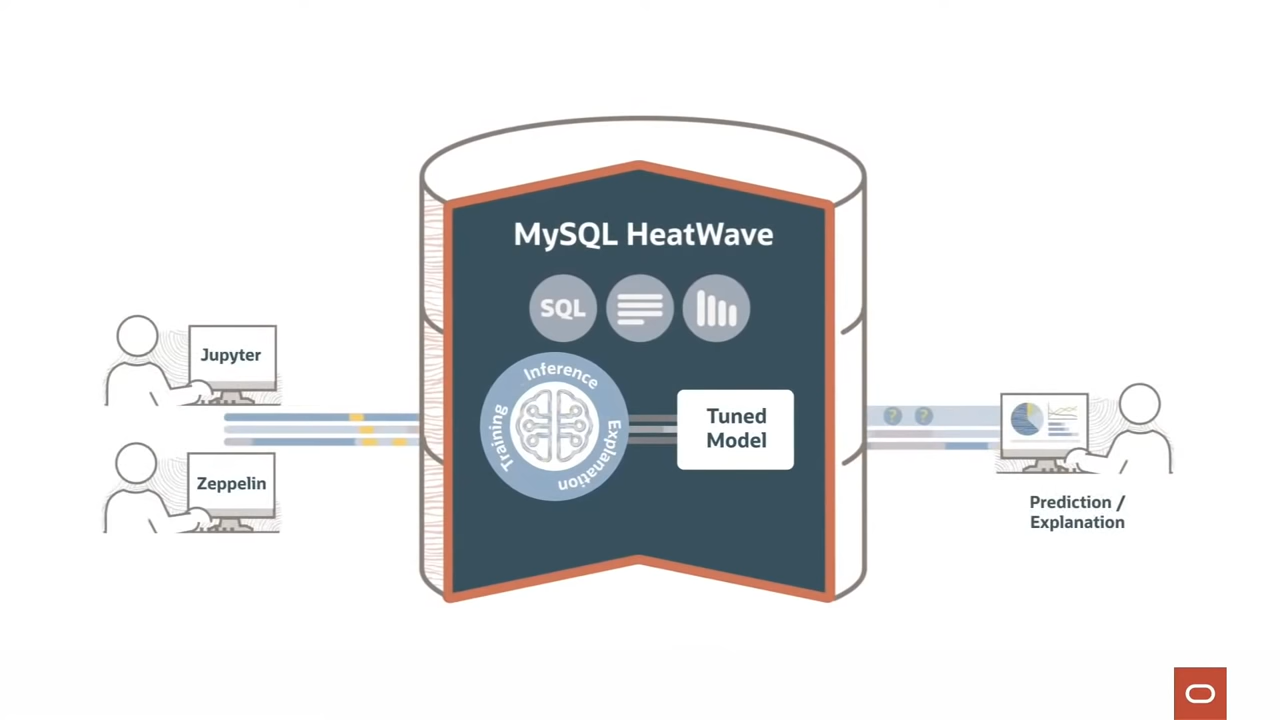 MySQL HeatWave
SQL
Jupyter
Zeppelin
Inference
Training
Explanation
Tuned
Model
? ?
Prediction /
Explanation